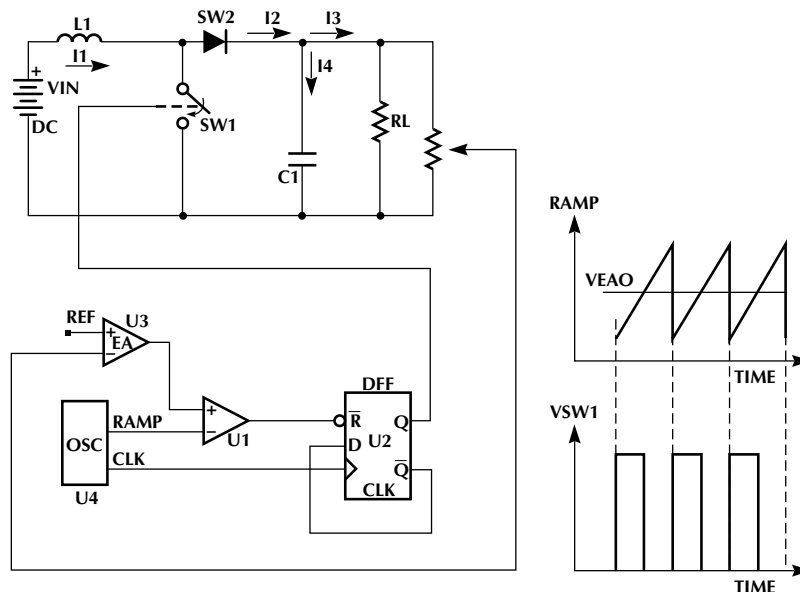 L1
I1
SW2
I2
I3
I4
+
VIN
DC
SW1
C1
RL
REF
U3
+
EA
−
OSC
U4
RAMP
CLK
+
−
U1
DFF
R̅
Q
D
U2
Q̅
CLK
RAMP
VEAO
TIME
VSW1
TIME